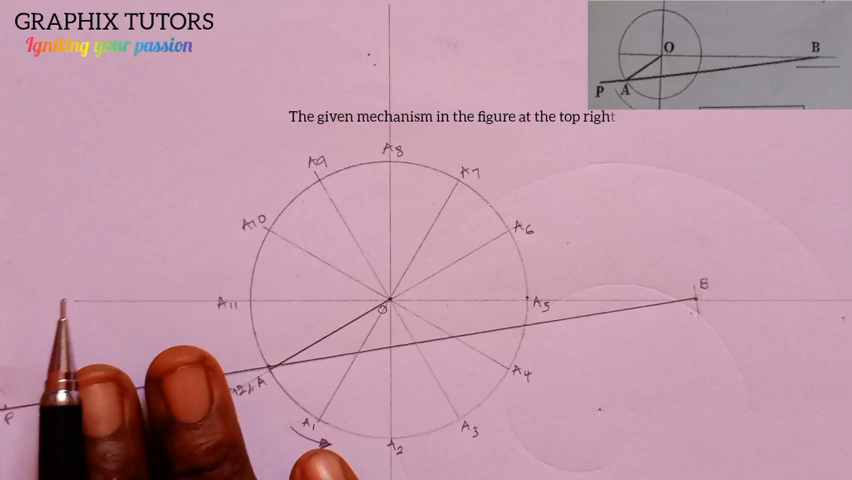 GRAPHIX TUTORS
Igniting your passion
O
B
P
A
The given mechanism in the figure at the top right
A8
A9
A7
A10
A6
B
A11
O
A5
A4
A
P
A1
A3
A2